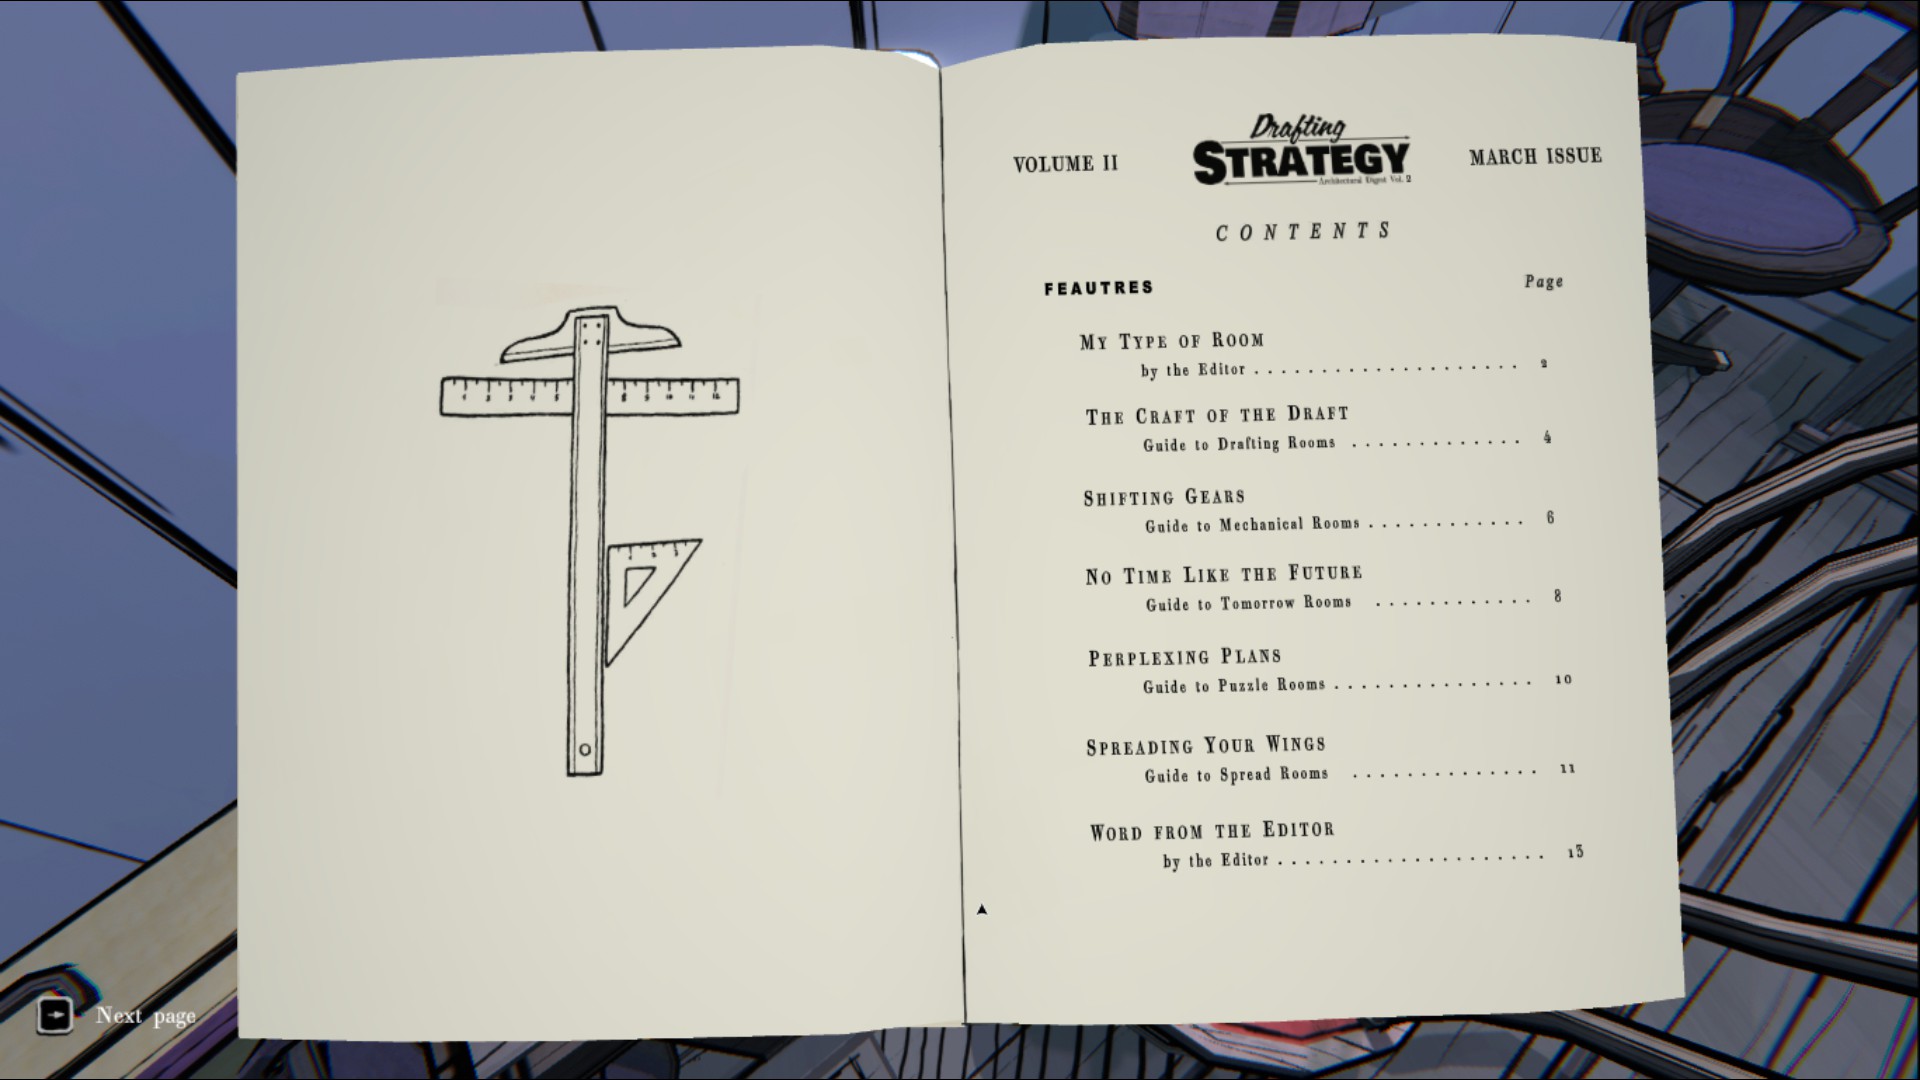 VOLUME II
Drafting
STRATEGY
Architectural Digest Vol. 2
MARCH ISSUE
CONTENTS
FEAUTRES
Page
MY TYPE OF ROOM
by the Editor . . . . . . . . . . . . . . . . . . . . 2
THE CRAFT OF THE DRAFT
Guide to Drafting Rooms . . . . . . . . . . . . . 4
SHIFTING GEARS
Guide to Mechanical Rooms . . . . . . . . . . . . 6
NO TIME LIKE THE FUTURE
Guide to Tomorrow Rooms . . . . . . . . . . . . 8
PERPLEXING PLANS
Guide to Puzzle Rooms . . . . . . . . . . . . . . . 10
SPREADING YOUR WINGS
Guide to Spread Rooms . . . . . . . . . . . . . . 11
WORD FROM THE EDITOR
by the Editor . . . . . . . . . . . . . . . . . . . . 13
Next page